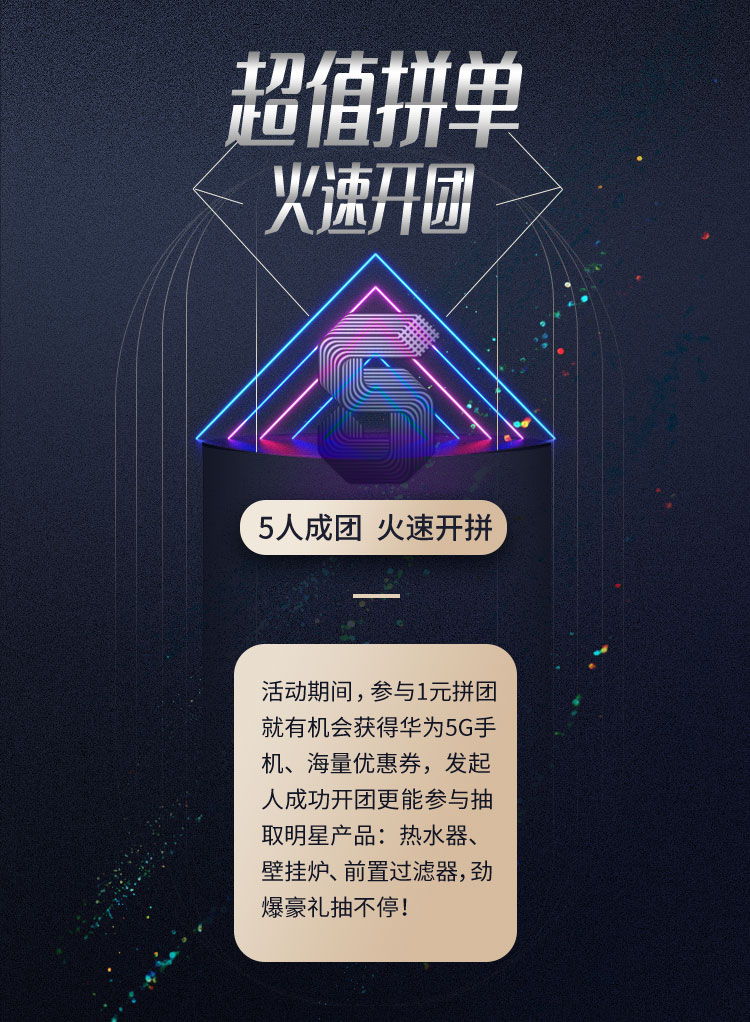 超值拼单
火速开团
5人成团 火速开拼
活动期间，参与1元拼团
就有机会获得华为5G手
机、海量优惠券，发起
人成功开团更能参与抽
取明星产品：热水器、
壁挂炉、前置过滤器，劲
爆豪礼抽不停！